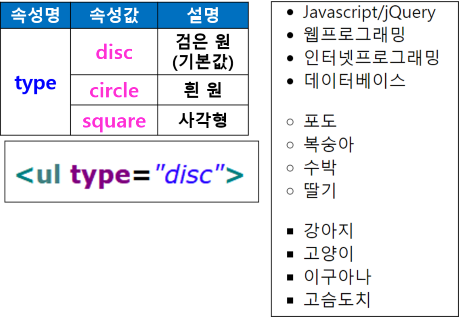 속성명 속성값 설명
type
disc 검은 원
(기본값)
circle 흰 원
square 사각형
<ul type="disc">
Javascript/jQuery
웹프로그래밍
인터넷프로그래밍
데이터베이스
포도
복숭아
수박
딸기
강아지
고양이
이구아나
고슴도치